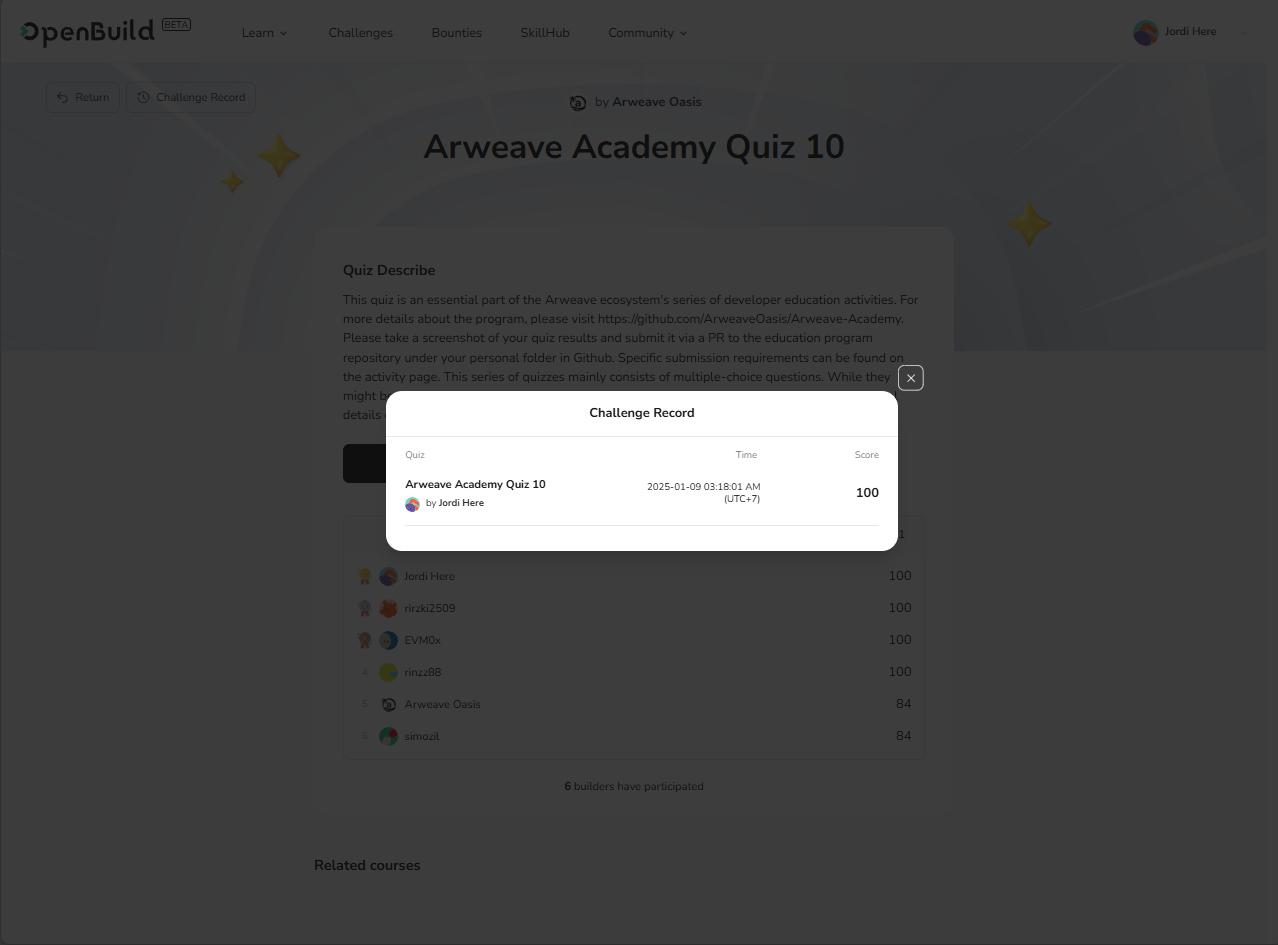 OpenBuild BETA
Learn
Challenges
Bounties
SkillHub
Community
Jordi Here
Return
Challenge Record
by Arweave Oasis
Arweave Academy Quiz 10
Quiz Describe
This quiz is an essential part of the Arweave ecosystem's series of developer education activities. For
more details about the program, please visit https://github.com/ArweaveOasis/Arweave-Academy.
Please take a screenshot of your quiz results and submit it via a PR to the education program
repository under your personal folder in Github. Specific submission requirements can be found on
the activity page. This series of quizzes mainly consists of multiple-choice questions. While they
might
details
Challenge Record
Quiz
Time
Score
Arweave Academy Quiz 10
by Jordi Here
2025-01-09 03:18:01 AM
(UTC+7)
100
1
Jordi Here
100
rirzki2509
100
EVM0x
100
4
rinzz88
100
5
Arweave Oasis
84
6
simozil
84
6 builders have participated
Related courses